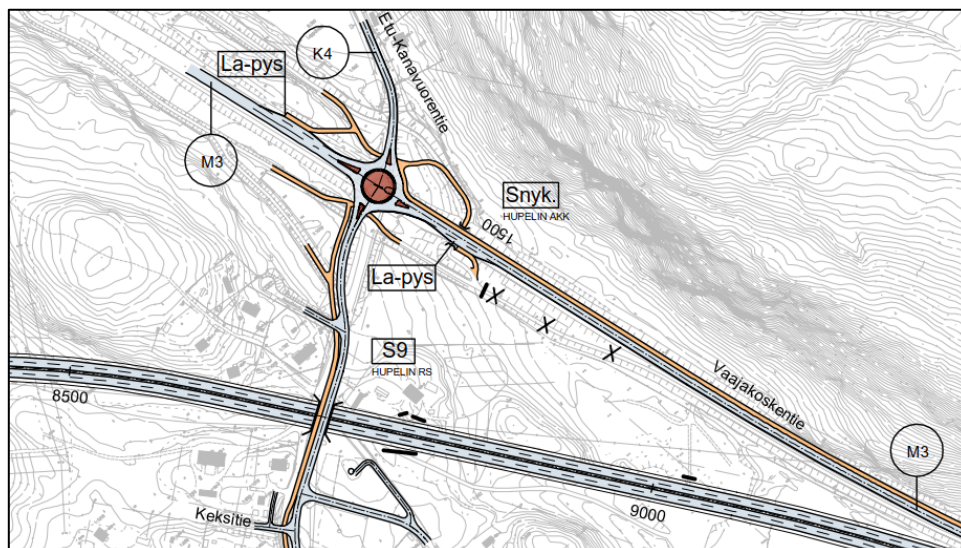 La-pys
K4
Etu-Kanavuorentie
M3
Snyk.
HUPELIN AKK
1500
La-pys
S9
HUPELIN RS
Vaajakoskentie
8500
M3
9000
Keksitie